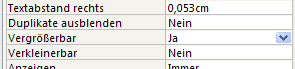 Textabstand rechts 0,053cm
Duplikate ausblenden Nein
Vergrößerbar Ja
Verkleinerbar Nein
Anzeigen Immer